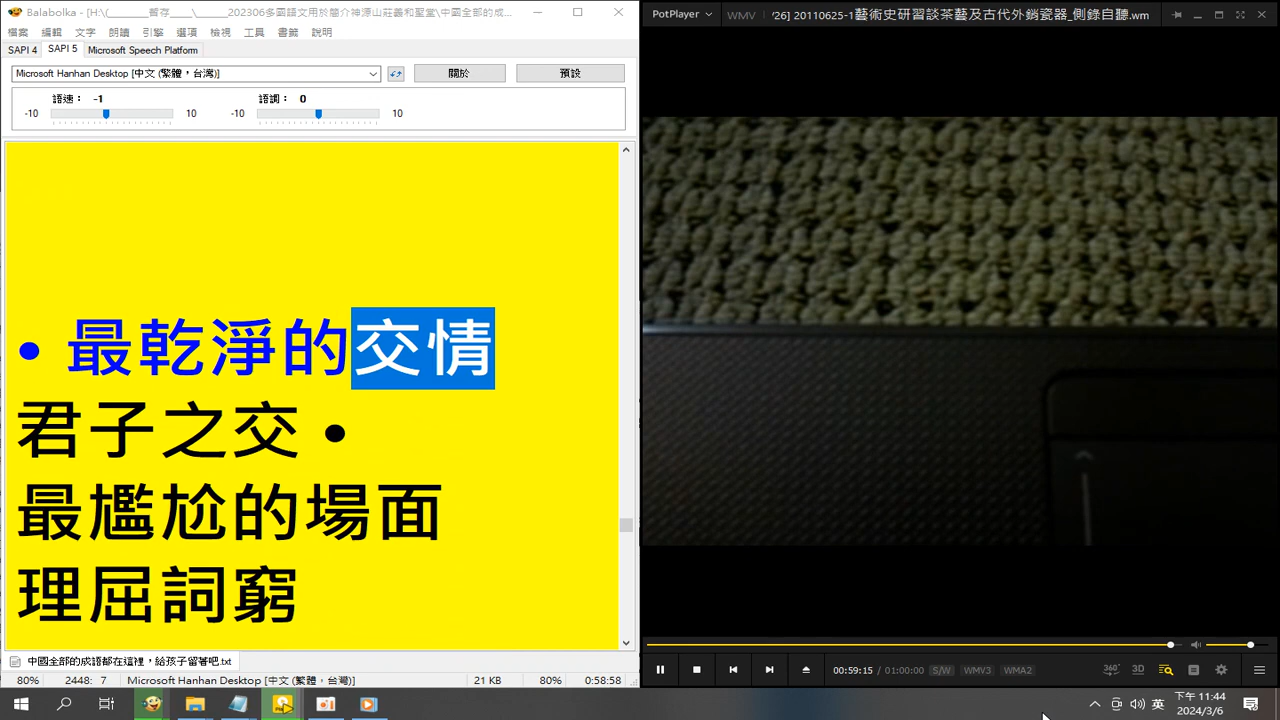 Balabolka - [H:\(_______暫存____\______202306多國語文用於簡介神源山莊義和聖堂\中國全部的成...
檔案 編輯 文字 朗讀 引擎 選項 檢視 工具 書籤 說明
SAPI 4 SAPI 5 Microsoft Speech Platform
Microsoft Hanhan Desktop [中文 (繁體，台灣)]
關於 預設
語速： -1 語調： 0
-10 10 -10 10
• 最乾淨的交情
君子之交 •
最尷尬的場面
理屈詞窮
中國全部的成語都在這裡，給孩子留著吧.txt
80% 2448: 7 Microsoft Hanhan Desktop [中文 (繁體，台灣)] 21 KB 80% 0:58:58
PotPlayer WMV '26] 20110625-1藝術史研習談茶藝及古代外銷瓷器_側錄自聽.wm
00:59:15 / 01:00:00 S/W WMV3 WMA2 360° 3D
英 下午 11:44
2024/3/6